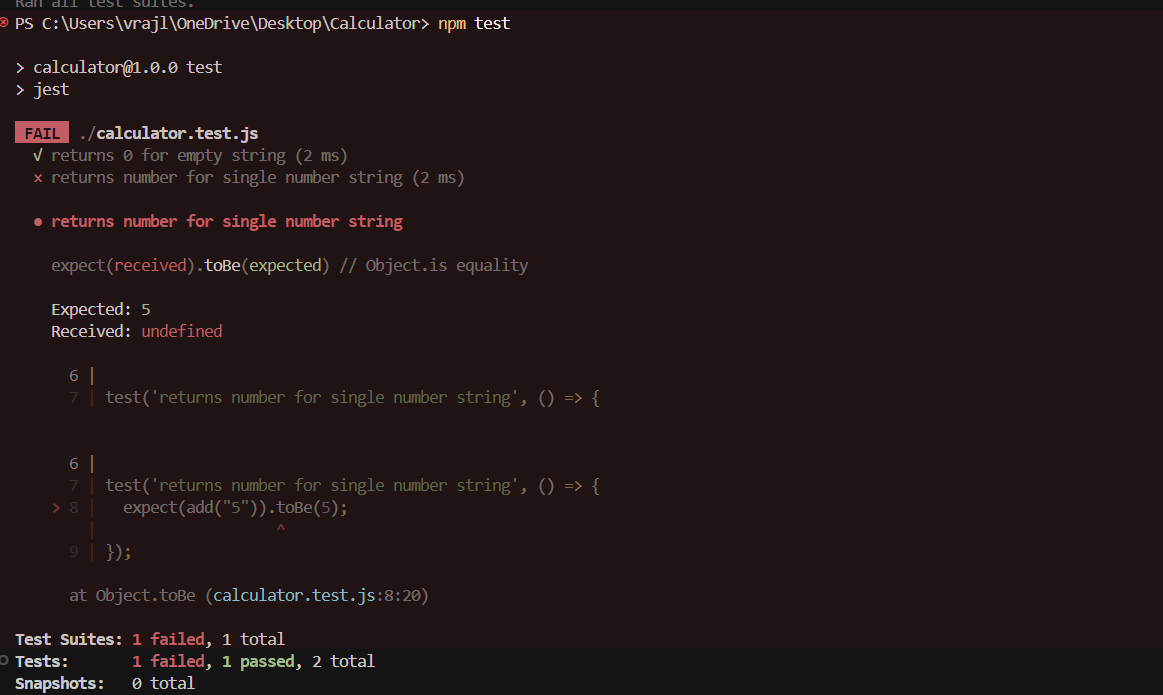 Ran all test suites.
PS C:\Users\vrajl\OneDrive\Desktop\Calculator> npm test
> calculator@1.0.0 test
> jest
FAIL ./calculator.test.js
√ returns 0 for empty string (2 ms)
× returns number for single number string (2 ms)
● returns number for single number string
expect(received).toBe(expected) // Object.is equality
Expected: 5
Received: undefined
6 |
7 | test('returns number for single number string', () => {
6 |
7 | test('returns number for single number string', () => {
> 8 | expect(add("5")).toBe(5);
| ^
9 | });
at Object.toBe (calculator.test.js:8:20)
Test Suites: 1 failed, 1 total
Tests: 1 failed, 1 passed, 2 total
Snapshots: 0 total